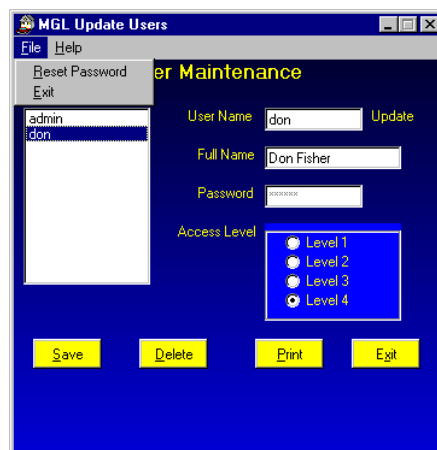 MGL Update Users
File Help
Reset Password
Exit
er Maintenance
admin
don
User Name don Update
Full Name Don Fisher
Password xxxxxx
Access Level
Level 1
Level 2
Level 3
Level 4
Save Delete Print Exit